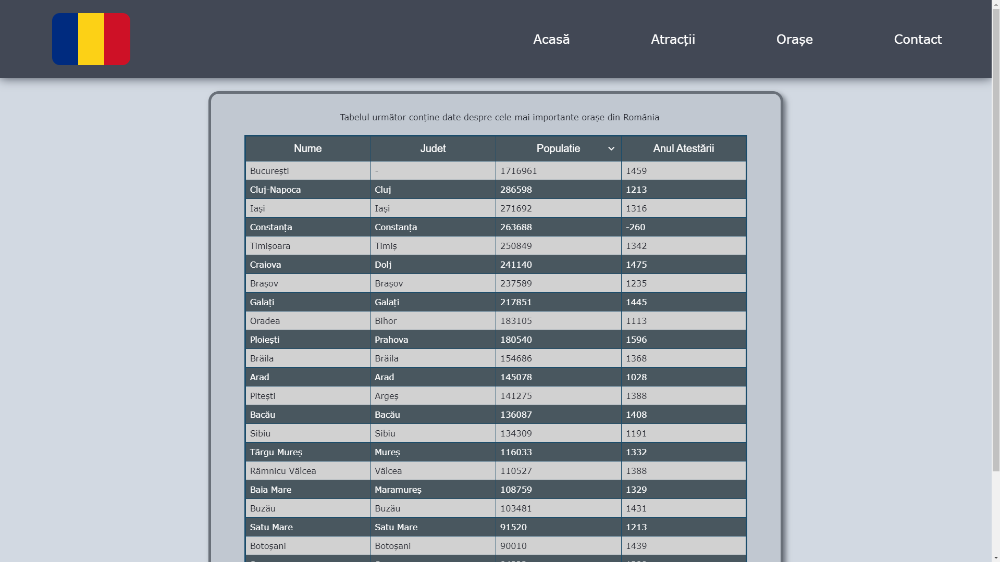 Acasă Atracții Orașe Contact
Tabelul următor conține date despre cele mai importante orașe din România
Nume Judet Populatie Anul Atestării
București - 1716961 1459
Cluj-Napoca Cluj 286598 1213
Iași Iași 271692 1316
Constanța Constanța 263688 -260
Timișoara Timiș 250849 1342
Craiova Dolj 241140 1475
Brașov Brașov 237589 1235
Galați Galați 217851 1445
Oradea Bihor 183105 1113
Ploiești Prahova 180540 1596
Brăila Brăila 154686 1368
Arad Arad 145078 1028
Pitești Argeș 141275 1388
Bacău Bacău 136087 1408
Sibiu Sibiu 134309 1191
Târgu Mureș Mureș 116033 1332
Râmnicu Vâlcea Vâlcea 110527 1388
Baia Mare Maramureș 108759 1329
Buzău Buzău 103481 1431
Satu Mare Satu Mare 91520 1213
Botoșani Botoșani 90010 1439